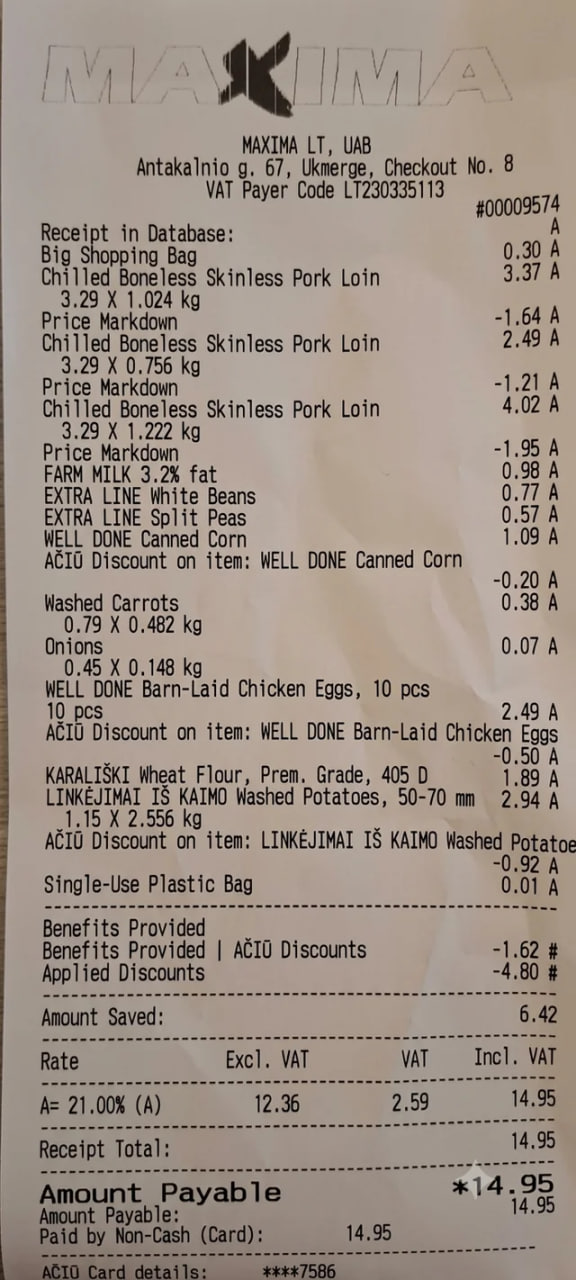 MAXIMA
MAXIMA LT, UAB
Antakalnio g. 67, Ukmerge, Checkout No. 8
VAT Payer Code LT230335113
#00009574
Receipt in Database: A
Big Shopping Bag 0.30 A
Chilled Boneless Skinless Pork Loin 3.37 A
3.29 X 1.024 kg
Price Markdown -1.64 A
Chilled Boneless Skinless Pork Loin 2.49 A
3.29 X 0.756 kg
Price Markdown -1.21 A
Chilled Boneless Skinless Pork Loin 4.02 A
3.29 X 1.222 kg
Price Markdown -1.95 A
FARM MILK 3.2% fat 0.98 A
EXTRA LINE White Beans 0.77 A
EXTRA LINE Split Peas 0.57 A
WELL DONE Canned Corn 1.09 A
AČIŪ Discount on item: WELL DONE Canned Corn
-0.20 A
Washed Carrots 0.38 A
0.79 X 0.482 kg
Onions 0.07 A
0.45 X 0.148 kg
WELL DONE Barn-Laid Chicken Eggs, 10 pcs
10 pcs 2.49 A
AČIŪ Discount on item: WELL DONE Barn-Laid Chicken Eggs
-0.50 A
KARALIŠKI Wheat Flour, Prem. Grade, 405 D 1.89 A
LINKĖJIMAI IŠ KAIMO Washed Potatoes, 50-70 mm 2.94 A
1.15 X 2.556 kg
AČIŪ Discount on item: LINKĖJIMAI IŠ KAIMO Washed Potatoe
-0.92 A
Single-Use Plastic Bag 0.01 A
Benefits Provided
Benefits Provided | AČIŪ Discounts -1.62 #
Applied Discounts -4.80 #
Amount Saved: 6.42
Rate Excl. VAT VAT Incl. VAT
A= 21.00% (A) 12.36 2.59 14.95
Receipt Total: 14.95
Amount Payable *14.95
Amount Payable: 14.95
Paid by Non-Cash (Card): 14.95
AČIŪ Card details: ****7586